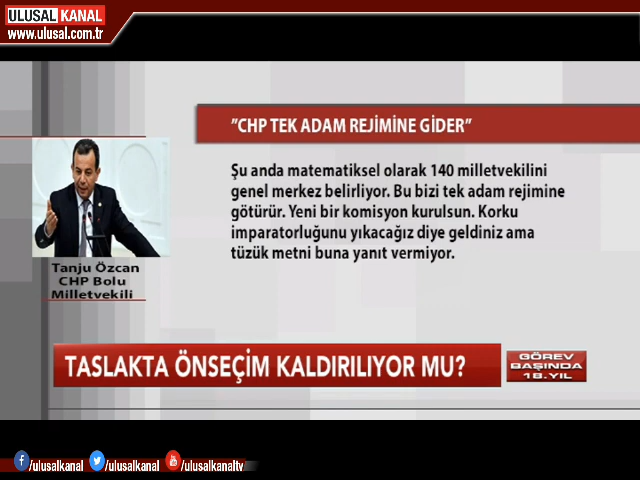 ULUSAL KANAL
www.ulusal.com.tr
"CHP TEK ADAM REJİMİNE GİDER"
Şu anda matematiksel olarak 140 milletvekilini
genel merkez belirliyor. Bu bizi tek adam rejimine
götürür. Yeni bir komisyon kurulsun. Korku
imparatorluğunu yıkacağız diye geldiniz ama
tüzük metni buna yanıt vermiyor.
Tanju Özcan
CHP Bolu
Milletvekili
TASLAKTA ÖNSEÇİM KALDIRILIYOR MU?
GÖREV
BAŞINDA
18.YIL
/ulusalkanal
/ulusalkanal
/ulusalkanaltv